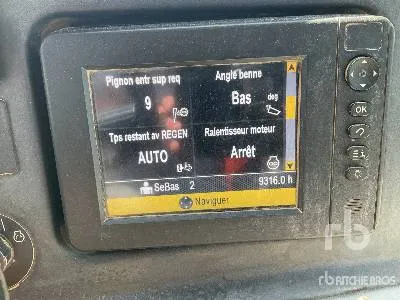 Pignon entr sup req
9
Angle benne
Bas deg
Tps restant av REGEN
AUTO
Ralentisseur moteur
Arrêt
SeBas 2 9316.0 h
Naviguer
OK
rb
rb RITCHIE BROS